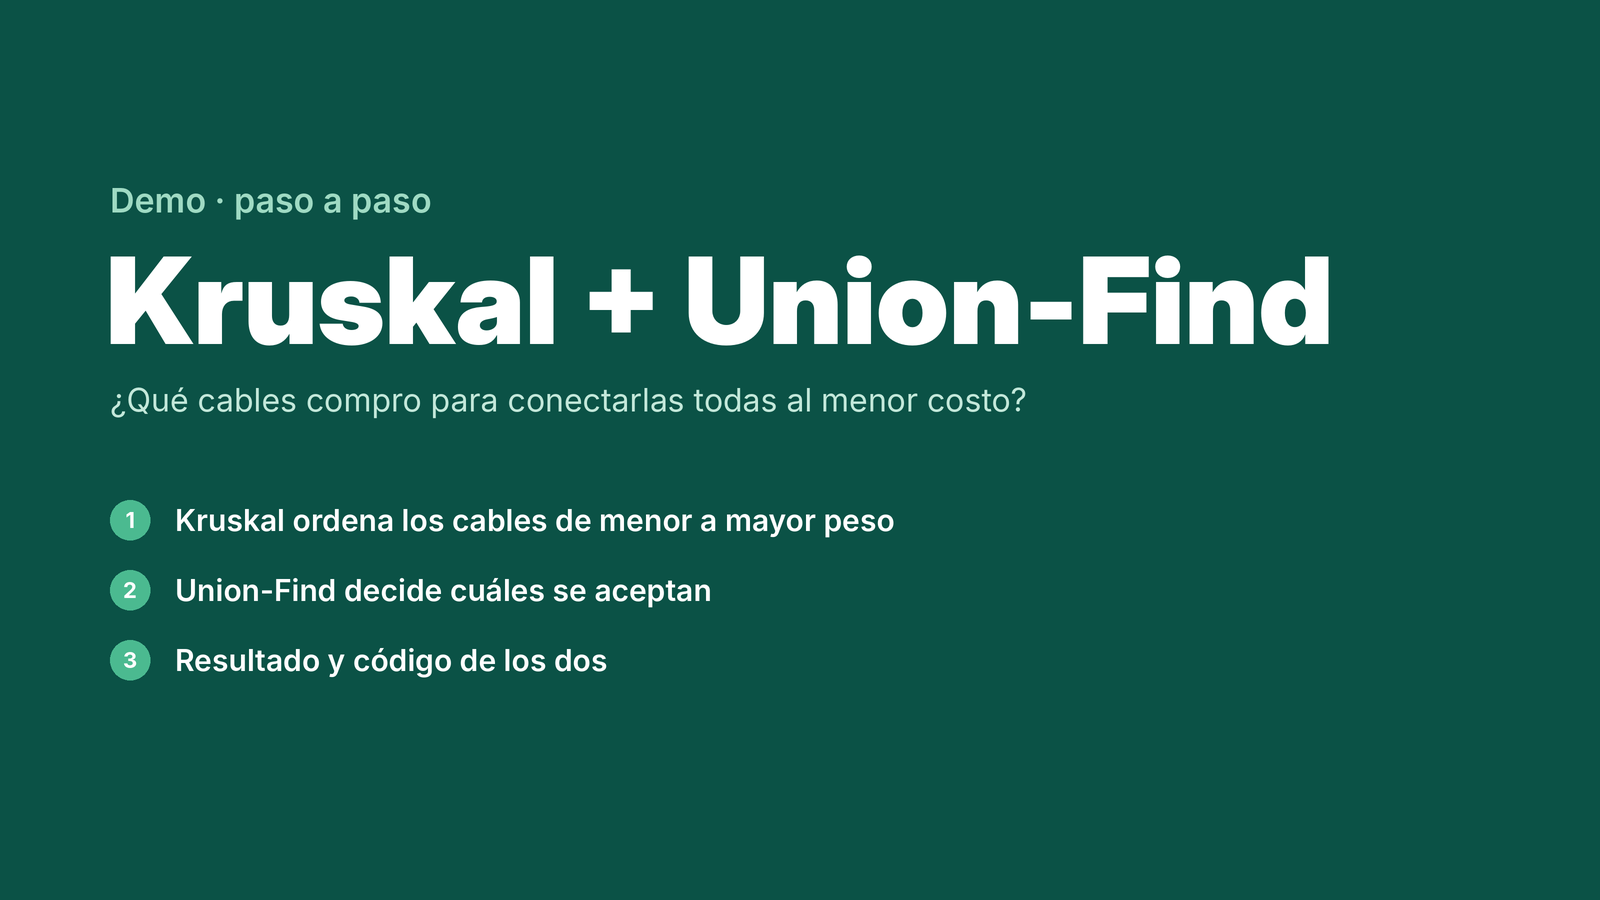 Demo · paso a paso
Kruskal + Union-Find
¿Qué cables compro para conectarlas todas al menor costo?
1 Kruskal ordena los cables de menor a mayor peso
2 Union-Find decide cuáles se aceptan
3 Resultado y código de los dos